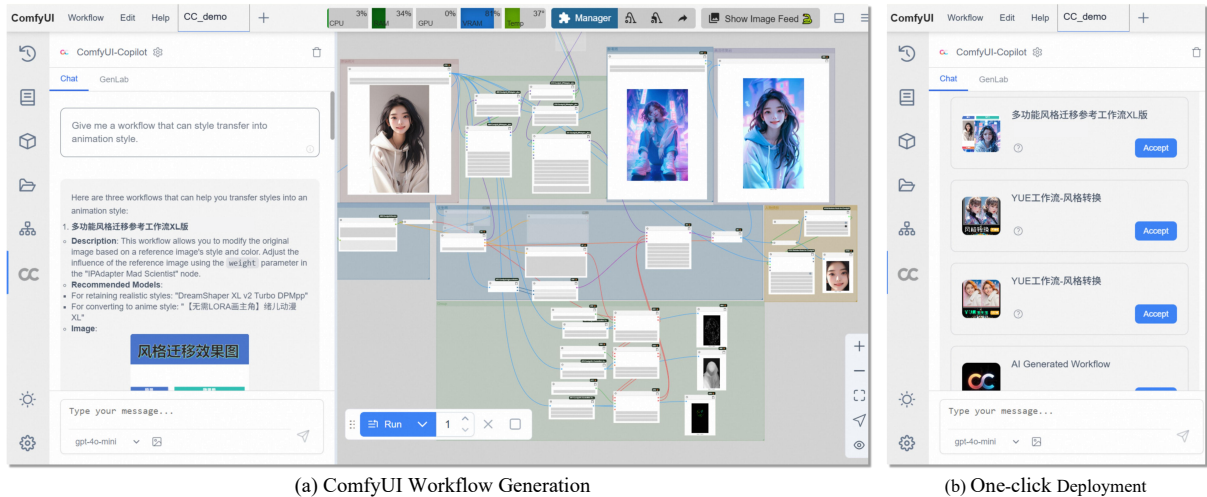 ComfyUI Workflow Edit Help CC_demo
3% CPU 34% 0% GPU 81% VRAM 37° Temp
Manager
Show Image Feed
ComfyUI-Copilot
Chat GenLab
Give me a workflow that can style transfer into
animation style.
Here are three workflows that can help you transfer styles into an
animation style:
1. 多功能风格迁移参考工作流XL版
Description: This workflow allows you to modify the original
image based on a reference image's style and color. Adjust the
influence of the reference image using the weight parameter in
the "IPAdapter Mad Scientist" node.
Recommended Models:
For retaining realistic styles: "DreamShaper XL v2 Turbo DPMpp"
For converting to anime style: "【无需LORA画主角】绪儿动漫
XL"
Image:
风格迁移效果图
Type your message...
gpt-4o-mini
Run 1
(a) ComfyUI Workflow Generation
ComfyUI Workflow Edit Help CC_demo
ComfyUI-Copilot
Chat GenLab
多功能风格迁移参考工作流XL版
Accept
YUE工作流-风格转换
风格转换
Accept
YUE工作流-风格转换
Accept
AI Generated Workflow
CC
Type your message...
gpt-4o-mini
(b) One-click Deployment